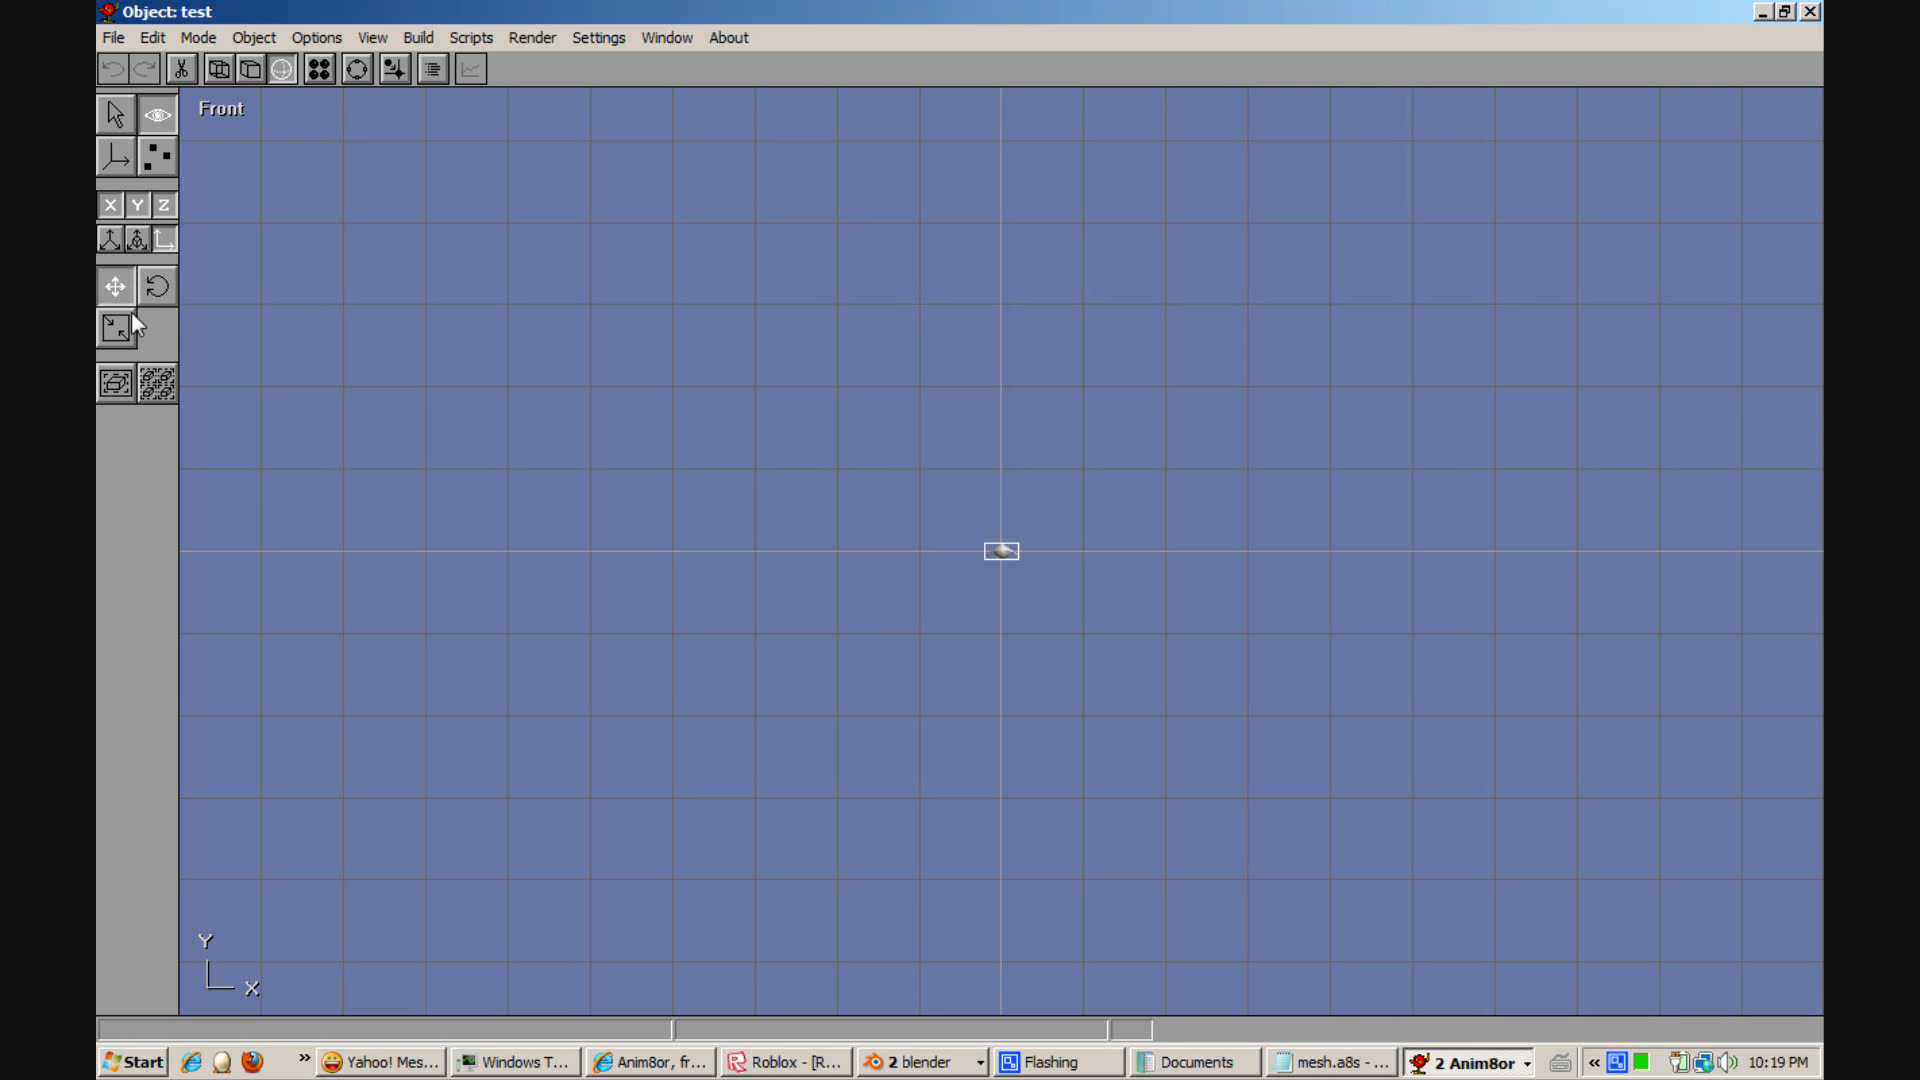 Object: test
File Edit Mode Object Options View Build Scripts Render Settings Window About
Front
X Y Z
Y
X
Start » Yahoo! Mes... Windows T... Anim8or, fr... Roblox - [R... 2 blender Flashing Documents mesh.a8s - ... 2 Anim8or « 10:19 PM